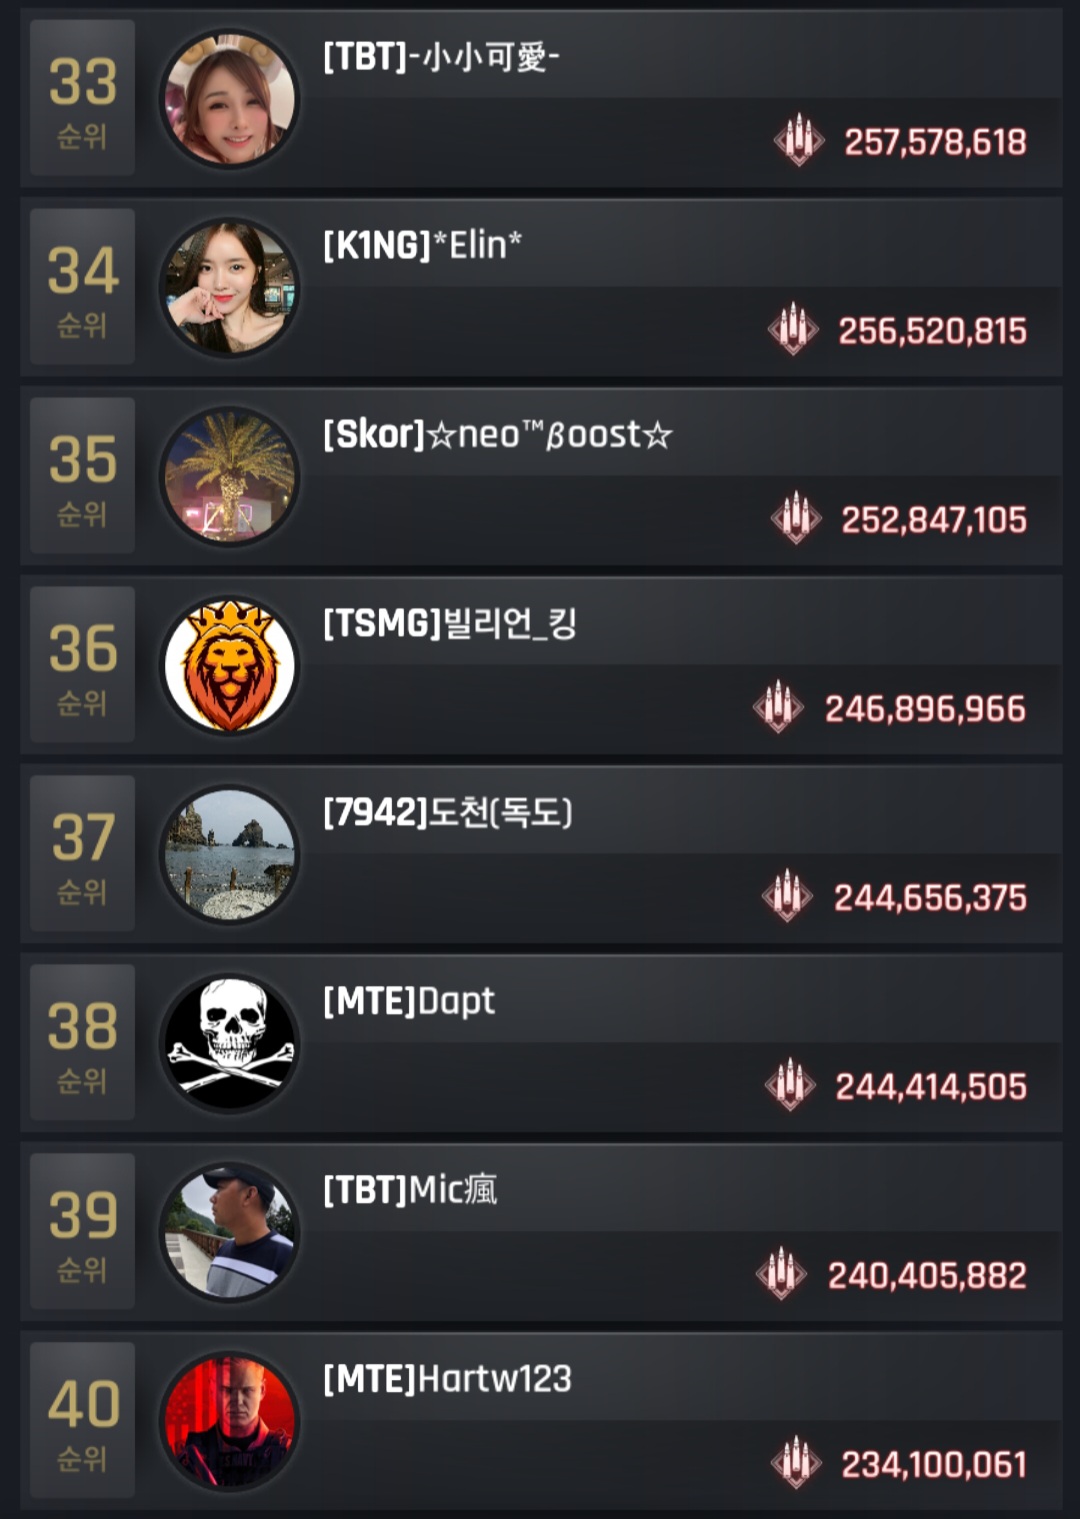 33
순위
[TBT]-小小可愛-
257,578,618
34
순위
[K1NG]*Elin*
256,520,815
35
순위
[Skor]☆neo™βoost☆
252,847,105
36
순위
[TSMG]빌리언_킹
246,896,966
37
순위
[7942]도천(독도)
244,656,375
38
순위
[MTE]Dapt
244,414,505
39
순위
[TBT]Mic瘋
240,405,882
40
순위
[MTE]Hartw123
234,100,061